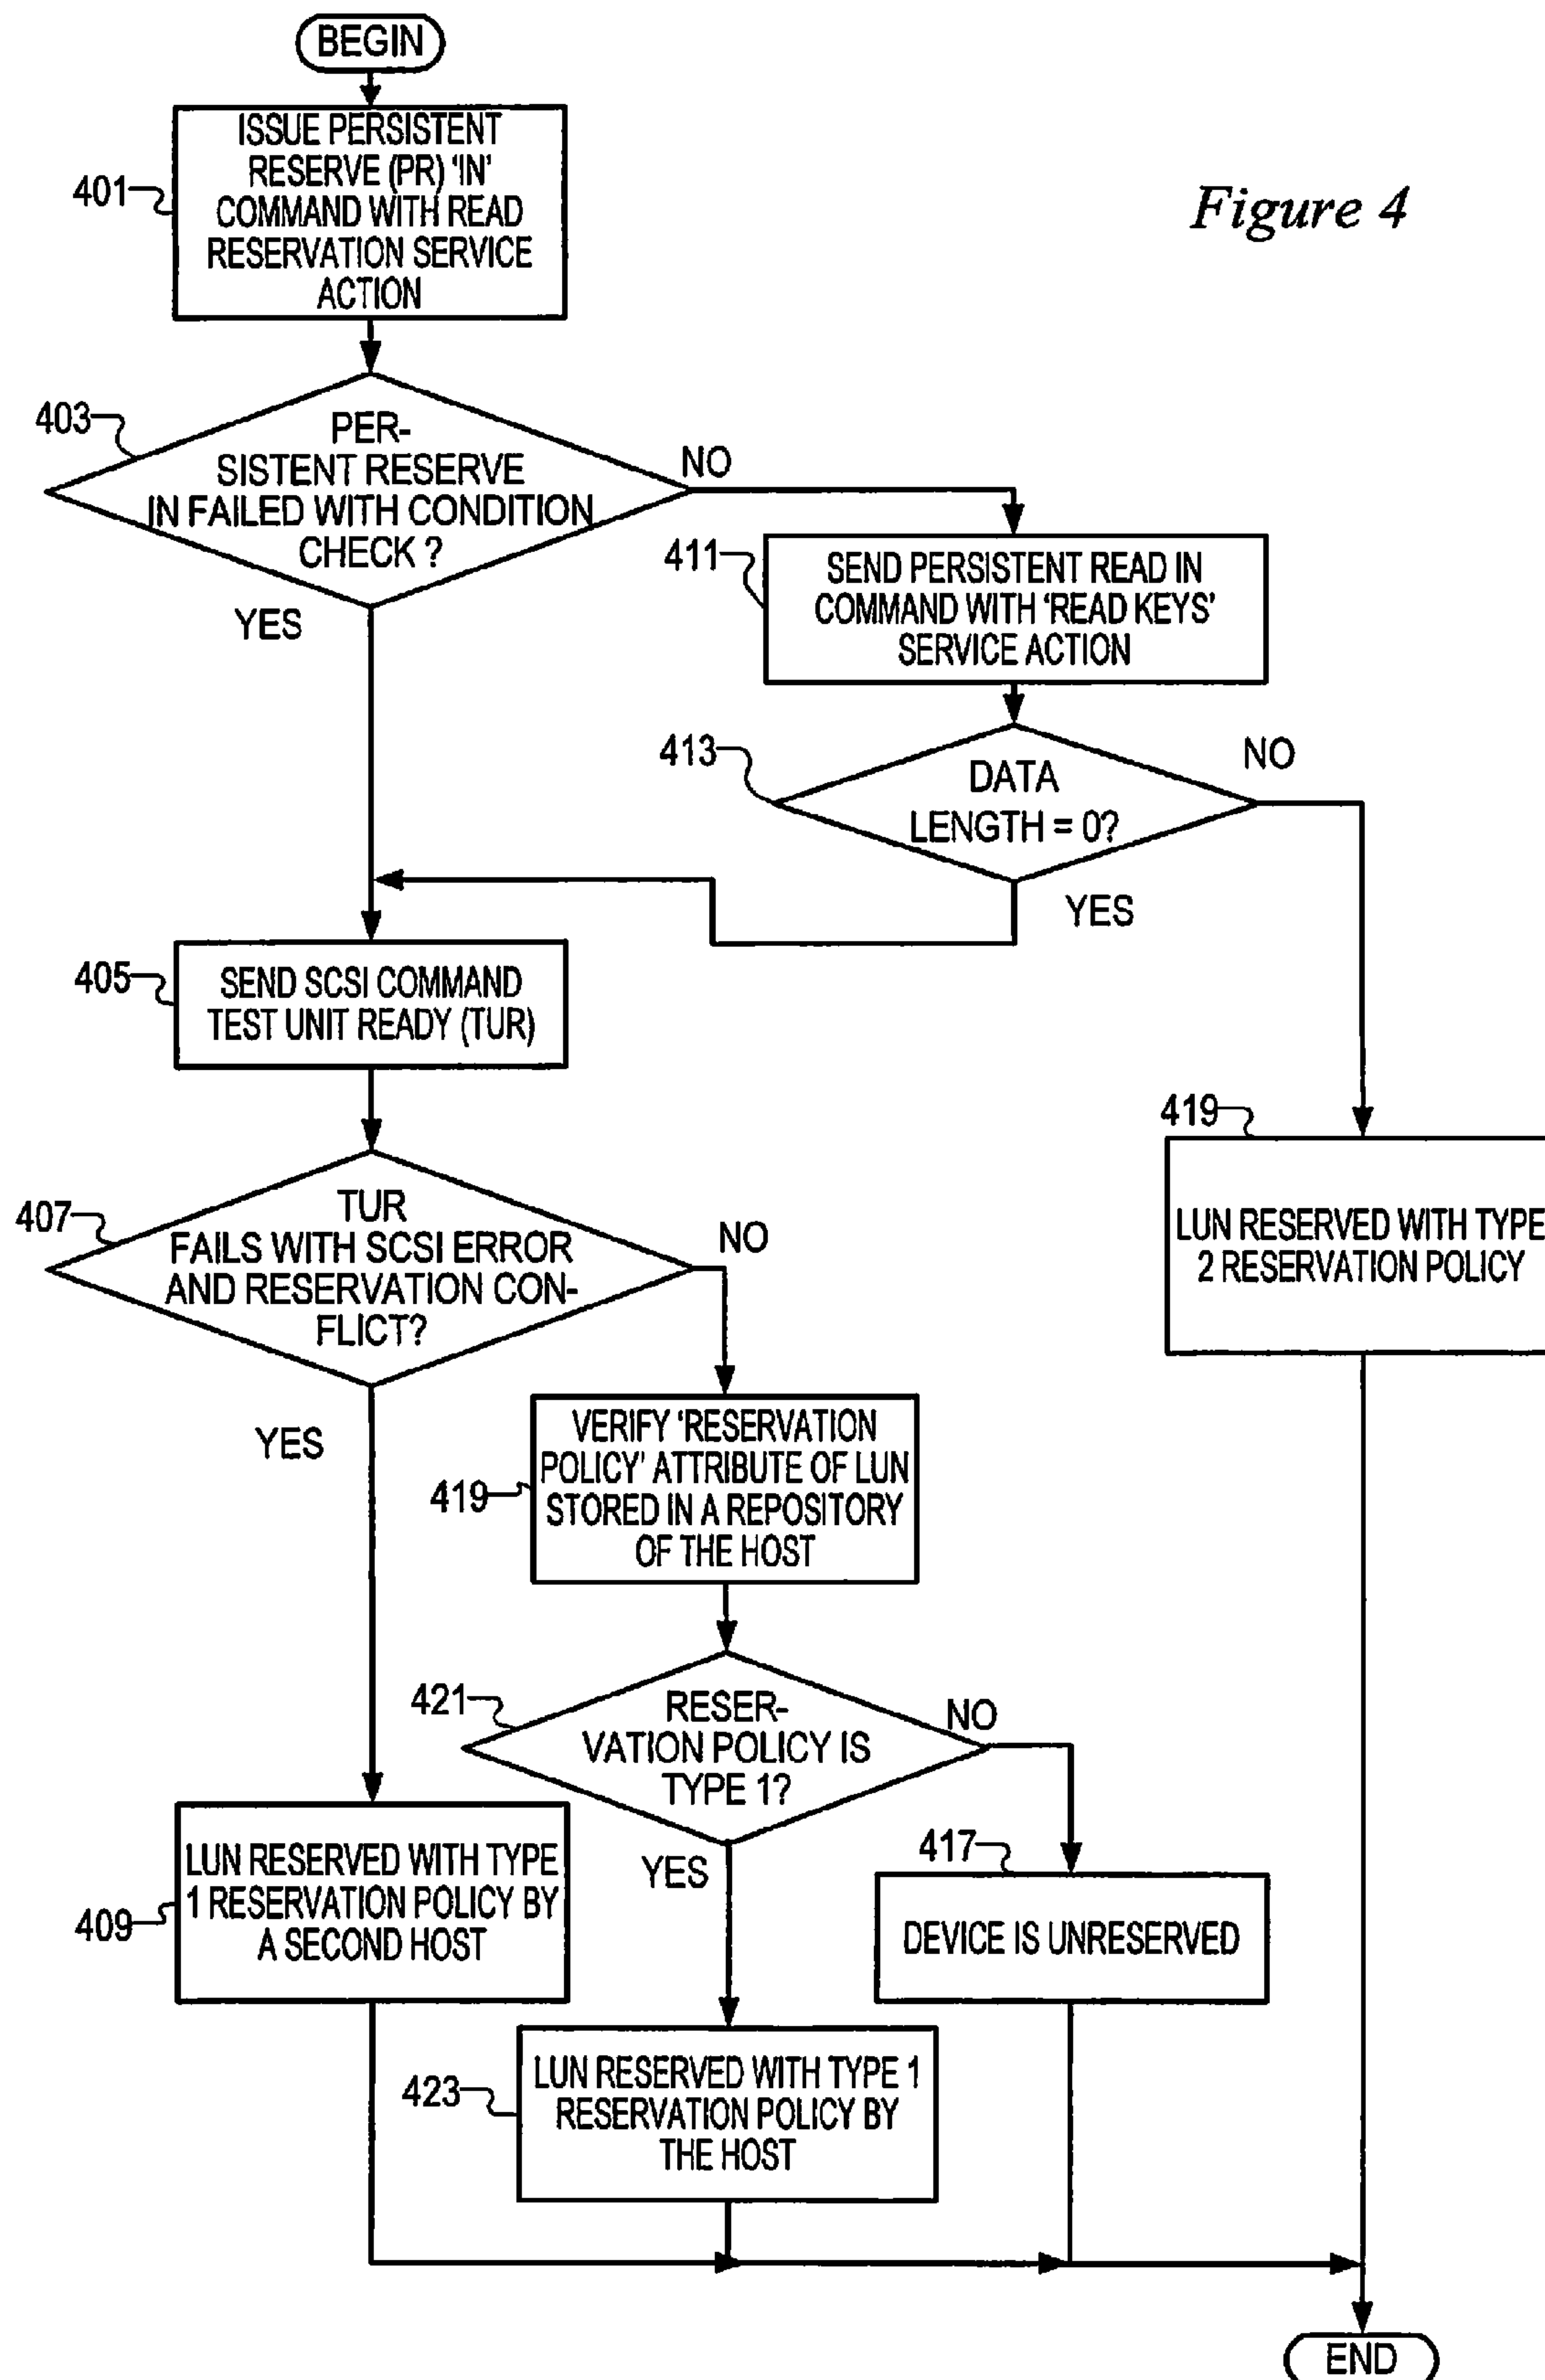 BEGIN
ISSUE PERSISTENT
RESERVE (PR) 'IN'
COMMAND WITH READ
RESERVATION SERVICE
ACTION
401
Figure 4
403
PER-
SISTENT RESERVE
IN FAILED WITH CONDITION
CHECK ?
NO
YES
411
SEND PERSISTENT READ IN
COMMAND WITH 'READ KEYS'
SERVICE ACTION
413
DATA
LENGTH = 0?
NO
YES
405
SEND SCSI COMMAND
TEST UNIT READY (TUR)
419
LUN RESERVED WITH TYPE
2 RESERVATION POLICY
407
TUR
FAILS WITH SCSI ERROR
AND RESERVATION CON-
FLICT?
NO
YES
419
VERIFY 'RESERVATION
POLICY' ATTRIBUTE OF LUN
STORED IN A REPOSITORY
OF THE HOST
421
RESER-
VATION POLICY IS
TYPE 1?
NO
YES
409
LUN RESERVED WITH TYPE
1 RESERVATION POLICY BY
A SECOND HOST
417
DEVICE IS UNRESERVED
423
LUN RESERVED WITH TYPE 1
RESERVATION POLICY BY
THE HOST
END